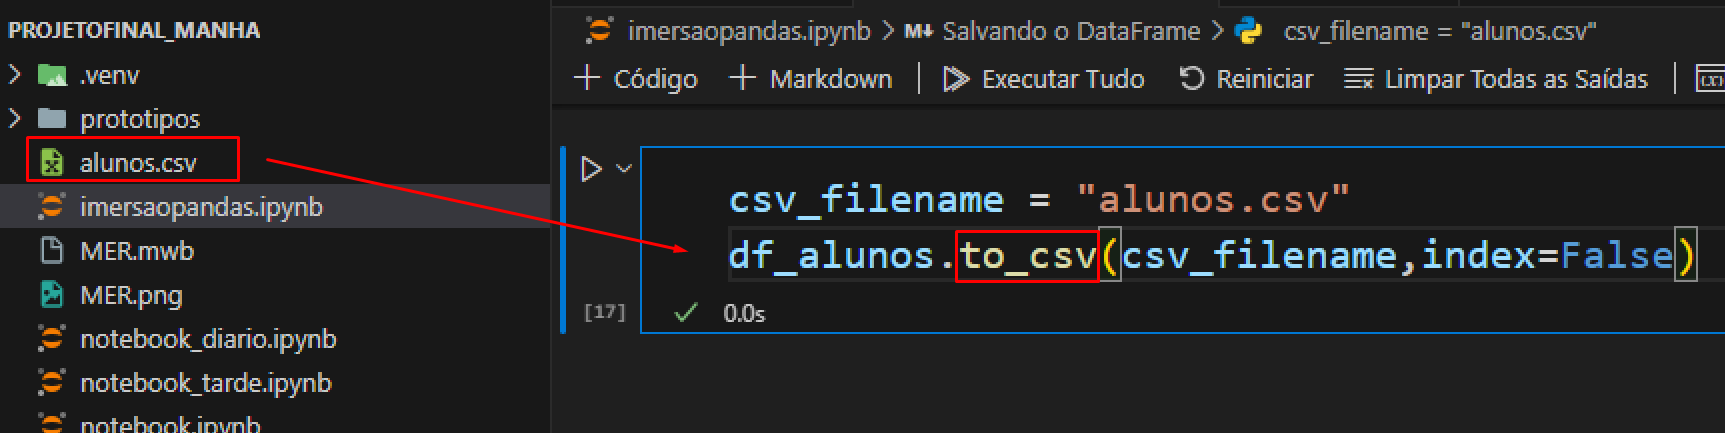 PROJETOFINAL_MANHA
.venv
prototipos
alunos.csv
imersaopandas.ipynb
MER.mwb
MER.png
notebook_diario.ipynb
notebook_tarde.ipynb
notebook.ipynb
imersaopandas.ipynb > M↓ Salvando o DataFrame > csv_filename = "alunos.csv"
+ Código + Markdown | Executar Tudo Reiniciar Limpar Todas as Saídas |
csv_filename = "alunos.csv"
df_alunos.to_csv(csv_filename,index=False)
[17] ✓ 0.0s